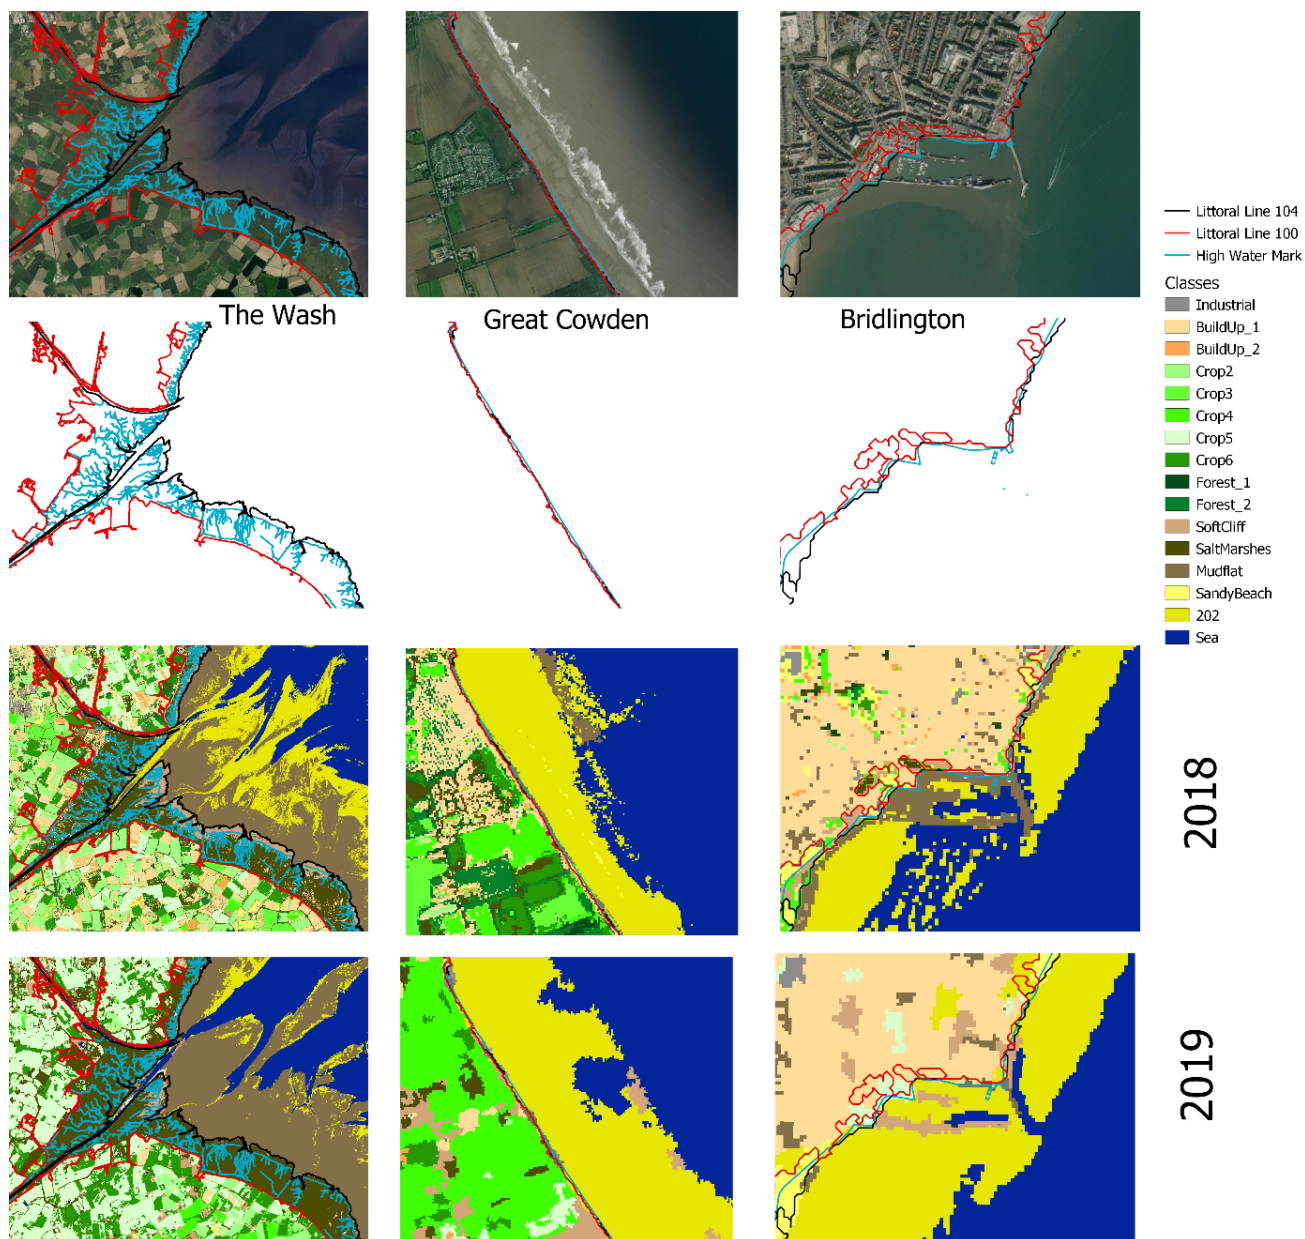 Littoral Line 104
Littoral Line 100
High Water Mark
Classes
Industrial
BuildUp_1
BuildUp_2
Crop2
Crop3
Crop4
Crop5
Crop6
Forest_1
Forest_2
SoftCliff
SaltMarshes
Mudflat
SandyBeach
202
Sea
The Wash
Great Cowden
Bridlington
2018
2019